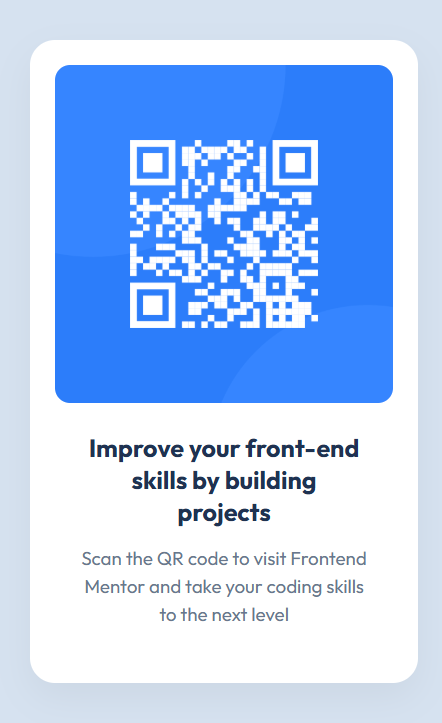 Improve your front-end
skills by building
projects
Scan the QR code to visit Frontend
Mentor and take your coding skills
to the next level